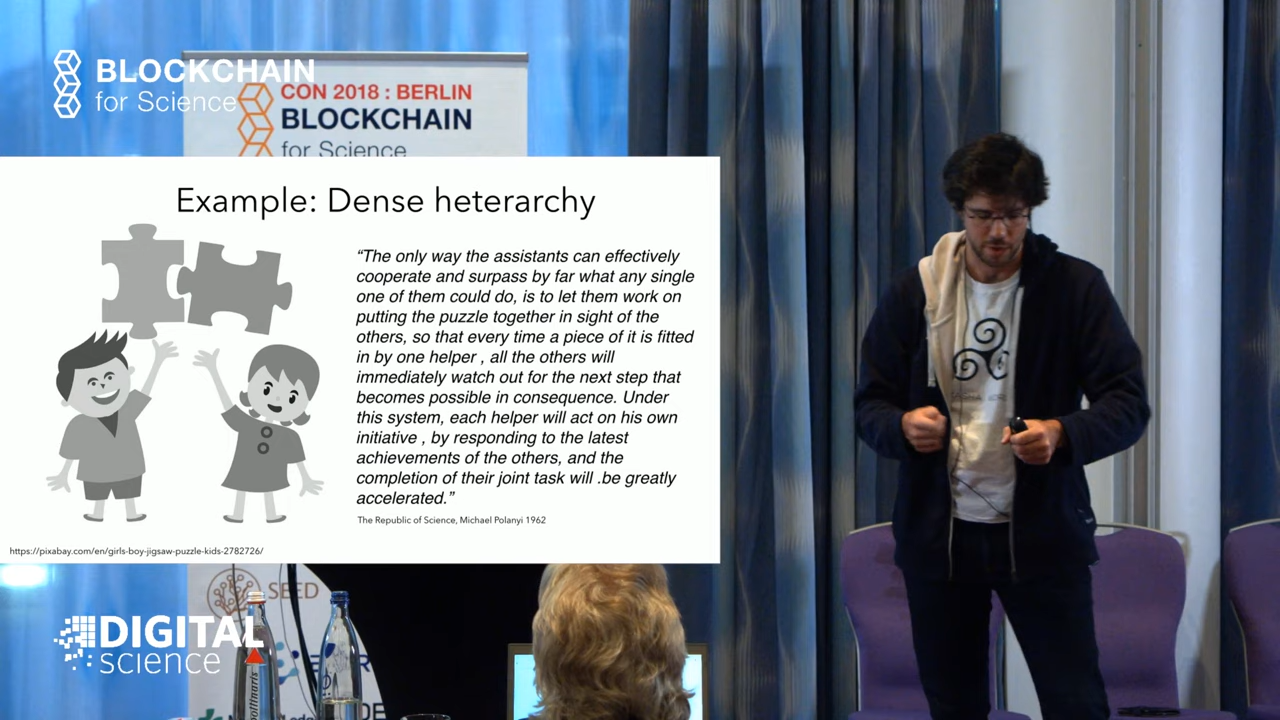 BLOCKCHAIN
for Science
CON 2018 : BERLIN
BLOCKCHAIN
for Science
Example: Dense heterarchy
“The only way the assistants can effectively
cooperate and surpass by far what any single
one of them could do, is to let them work on
putting the puzzle together in sight of the
others, so that every time a piece of it is fitted
in by one helper , all the others will
immediately watch out for the next step that
becomes possible in consequence. Under
this system, each helper will act on his own
initiative , by responding to the latest
achievements of the others, and the
completion of their joint task will .be greatly
accelerated.”
The Republic of Science, Michael Polanyi 1962
https://pixabay.com/en/girls-boy-jigsaw-puzzle-kids-2782726/
SEED
DIGITAL
science